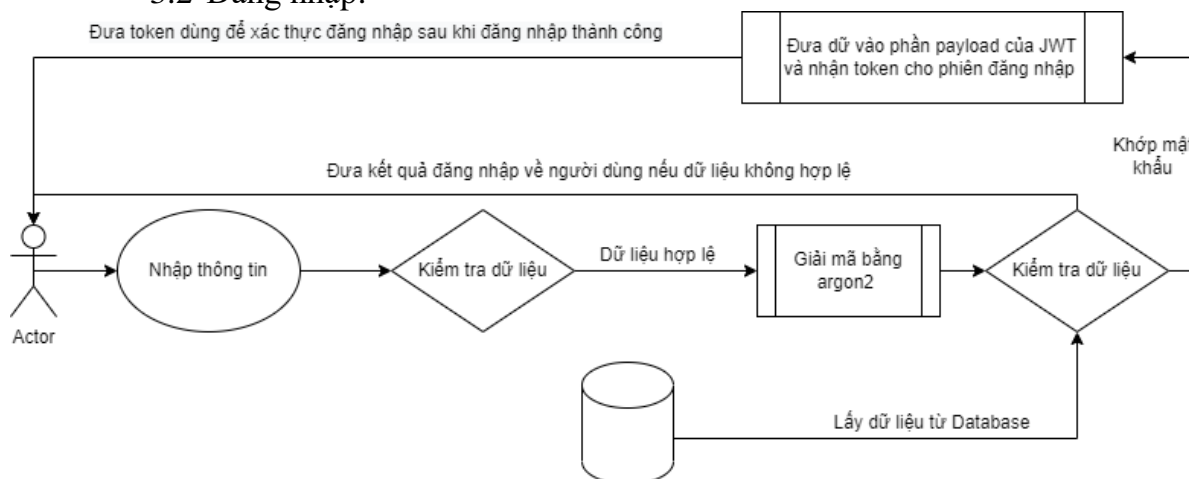 3.2 Đăng nhập:
Đưa token dùng để xác thực đăng nhập sau khi đăng nhập thành công
Đưa dữ vào phần payload của JWT
và nhận token cho phiên đăng nhập
Khớp mật
khẩu
Đưa kết quả đăng nhập về người dùng nếu dữ liệu không hợp lệ
Nhập thông tin
Kiểm tra dữ liệu
Dữ liệu hợp lệ
Giải mã bằng
argon2
Kiểm tra dữ liệu
Actor
Lấy dữ liệu từ Database